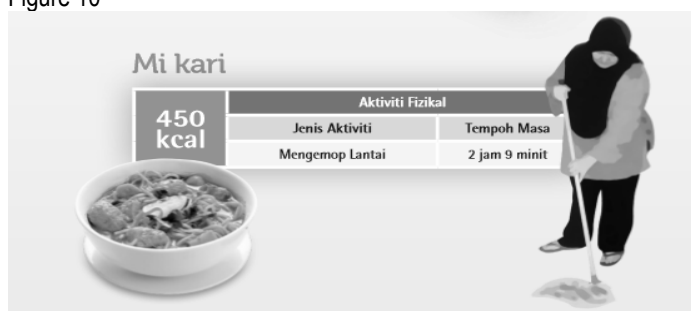 Figure 10
Mi kari
450
kcal
Aktiviti Fizikal
Jenis Aktiviti Tempoh Masa
Mengemop Lantai 2 jam 9 minit